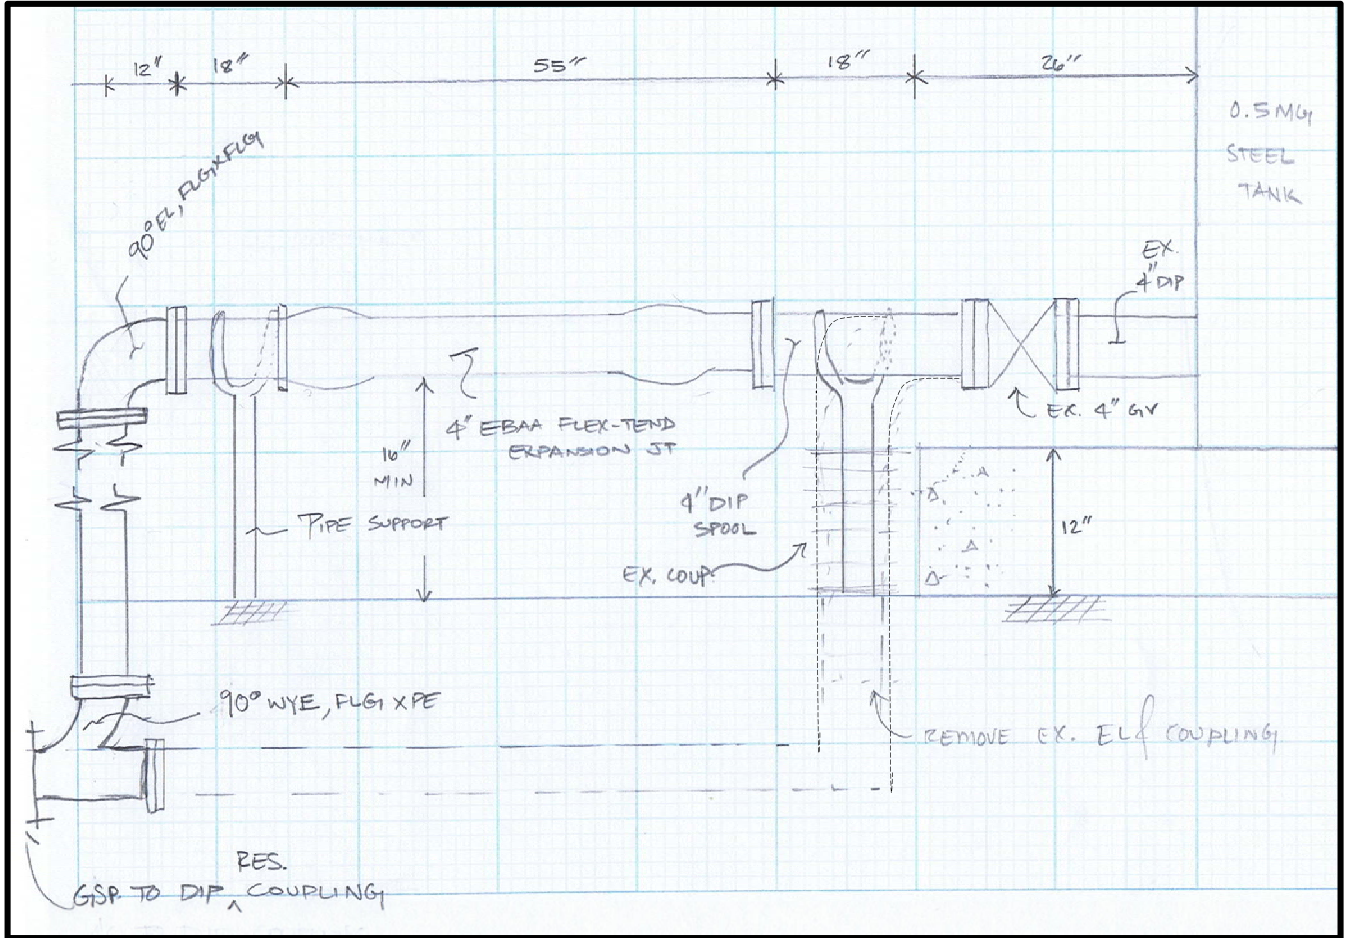 12"
18"
55"
18"
26"
0.5 MG
STEEL
TANK
90° EL, FLG X FLG
EX.
4" DIP
EX. 4" GV
4" EBAA FLEX-TEND
EXPANSION JT
16"
MIN
4" DIP
SPOOL
PIPE SUPPORT
12"
EX. COUP.
90° WYE, FLG X PE
REMOVE EX. EL & COUPLING
RES.
GSP TO DIP ^ COUPLING